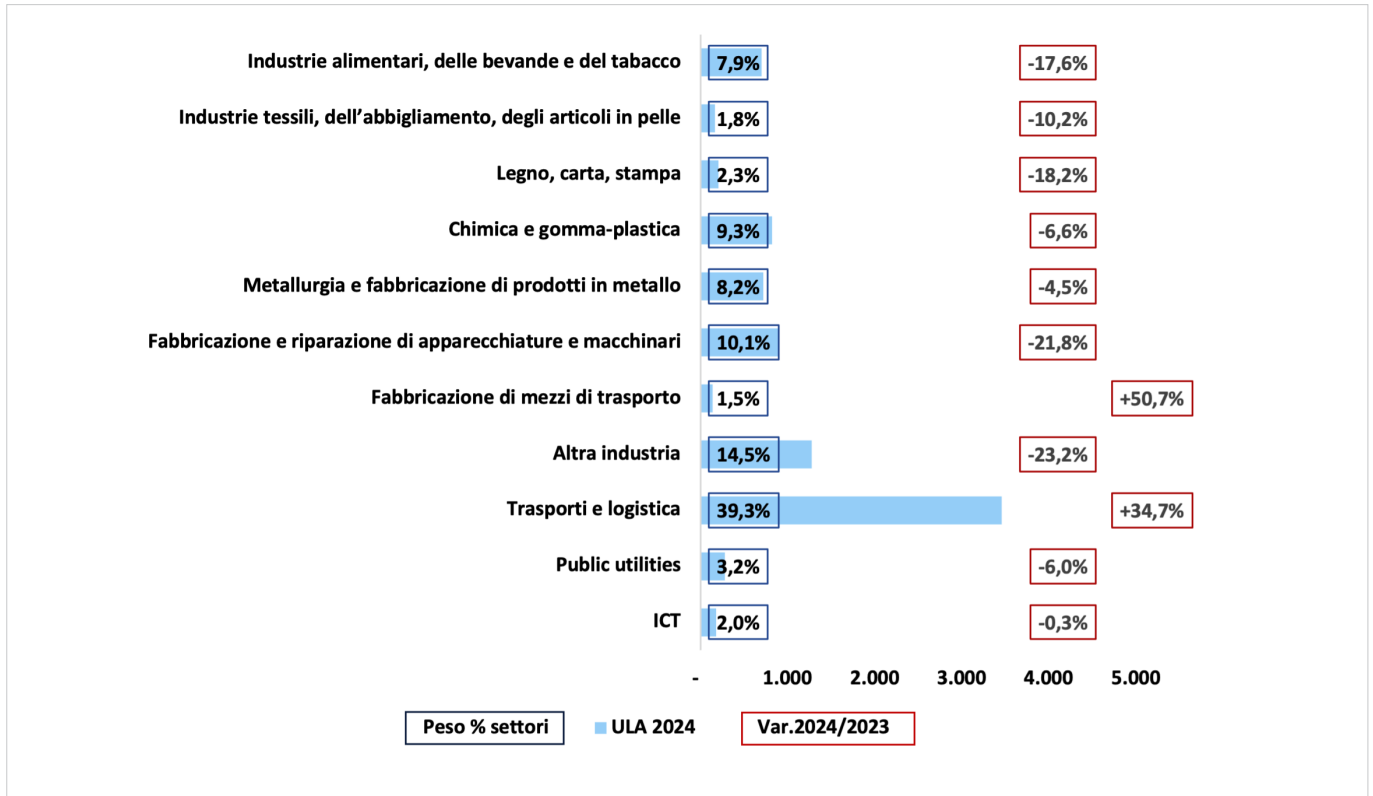 Industrie alimentari, delle bevande e del tabacco 7,9% -17,6%
Industrie tessili, dell’abbigliamento, degli articoli in pelle 1,8% -10,2%
Legno, carta, stampa 2,3% -18,2%
Chimica e gomma-plastica 9,3% -6,6%
Metallurgia e fabbricazione di prodotti in metallo 8,2% -4,5%
Fabbricazione e riparazione di apparecchiature e macchinari 10,1% -21,8%
Fabbricazione di mezzi di trasporto 1,5% +50,7%
Altra industria 14,5% -23,2%
Trasporti e logistica 39,3% +34,7%
Public utilities 3,2% -6,0%
ICT 2,0% -0,3%
- 1.000 2.000 3.000 4.000 5.000
Peso % settori ULA 2024 Var.2024/2023